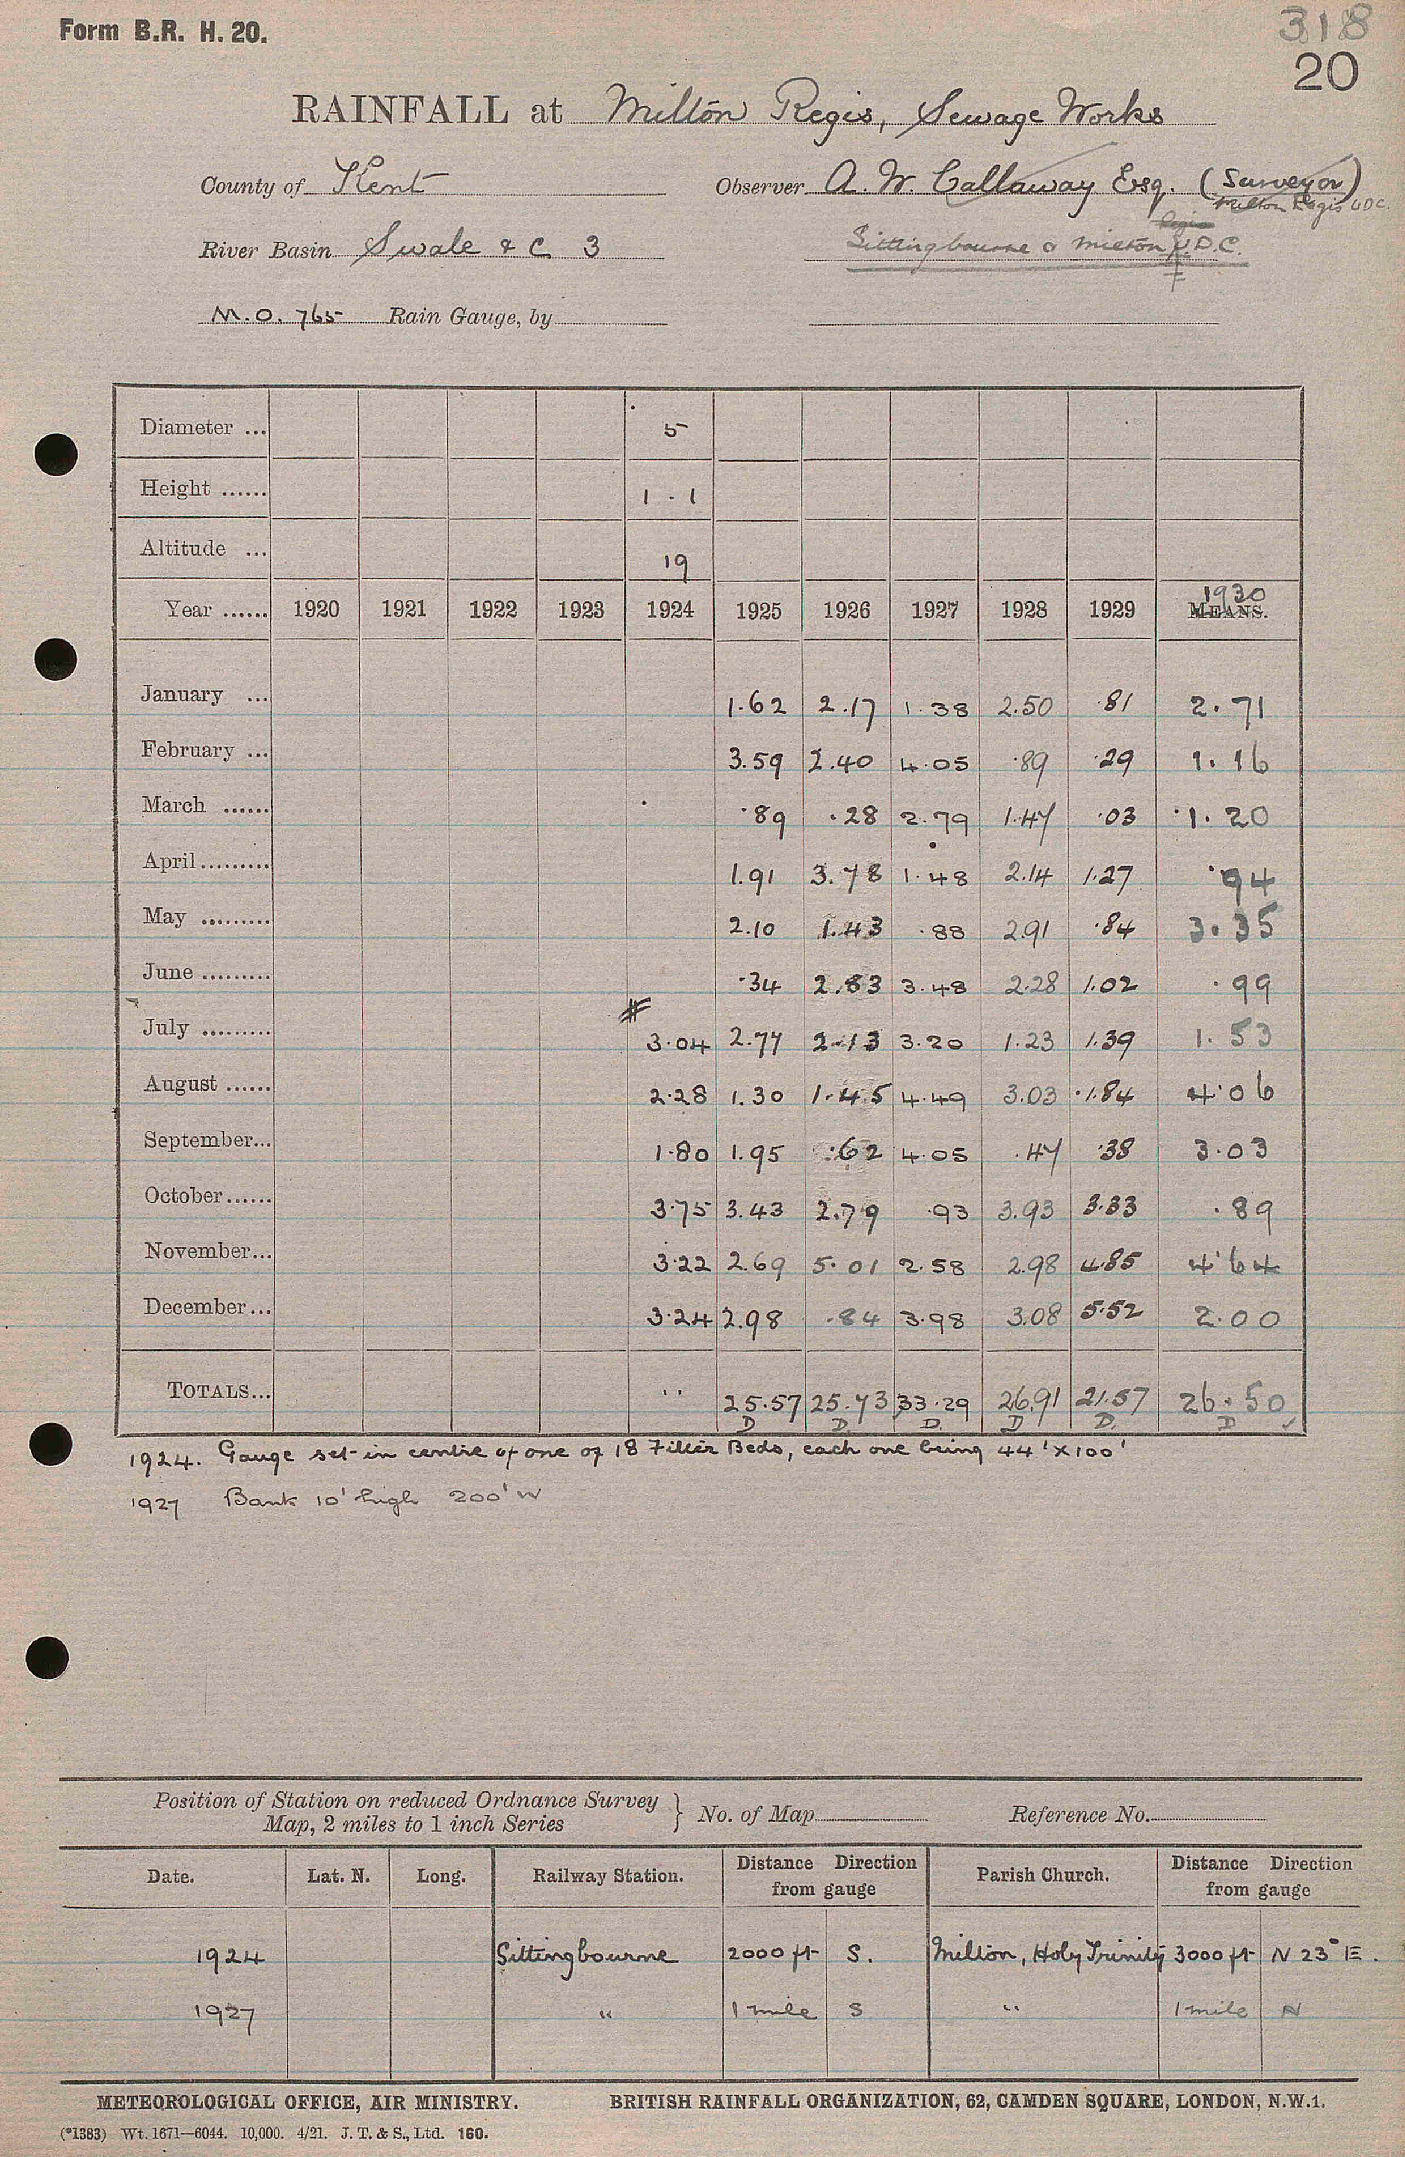 Form B.R. H. 20.
318
20
RAINFALL at Milton Regis, Sewage Works
County of Kent Observer A. W. Callaway Esq. (Surveyor)
Milton Regis UDC.
Regis
River Basin Swale & C 3 Sittingbourne & Milton U.D.C.
M.O. 765 Rain Gauge, by
Diameter ... 5
Height ...... 1 . 1
Altitude ... 19
1930
Year ...... 1920 1921 1922 1923 1924 1925 1926 1927 1928 1929 MEANS.
January ... 1.62 2.17 1.38 2.50 .81 2.71
February ... 3.59 2.40 4.05 .89 .29 1.16
March ...... .89 .28 2.79 1.47 .03 1.20
April ......... 1.91 3.78 1.48 2.14 1.27 .94
May ......... 2.10 1.43 .88 2.91 .84 3.35
June ......... .34 2.83 3.48 2.28 1.02 .99
July ......... 3.04 2.77 2.13 3.20 1.23 1.39 1.53
August ...... 2.28 1.30 1.45 4.49 3.03 1.84 4.06
September... 1.80 1.95 .62 4.05 .47 .38 3.03
October...... 3.75 3.43 2.79 .93 3.93 3.33 .89
November... 3.22 2.69 5.01 2.58 2.98 4.85 4.64
December... 3.24 2.98 .84 3.98 3.08 5.52 2.00
TOTALS... " 25.57 25.73 33.29 26.91 21.57 26.50
D D D D D D
1924. Gauge set in centre of one of 18 Filter Beds, each one being 44'x100'
1927 Bank 10' high 200' W
Position of Station on reduced Ordnance Survey
Map, 2 miles to 1 inch Series } No. of Map Reference No.
Date. Lat. N. Long. Railway Station. Distance Direction from gauge Parish Church. Distance Direction from gauge
1924 Sittingbourne 2000 ft S. Milton, Holy Trinity 3000 ft N 23° E.
1927 " 1 mile S " 1 mile N
METEOROLOGICAL OFFICE, AIR MINISTRY. BRITISH RAINFALL ORGANIZATION, 62, CAMDEN SQUARE, LONDON, N.W.1.
(*1383) Wt. 1671—6044. 10,000. 4/21. J. T. & S., Ltd. 160.